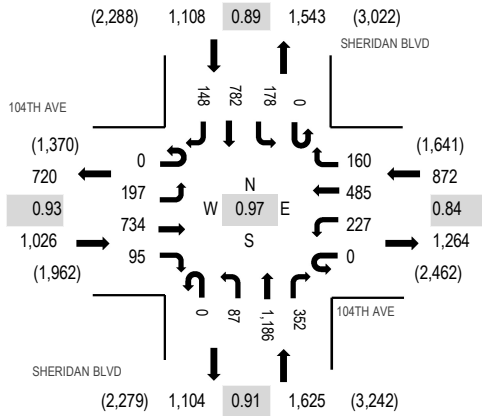 (2,288) 1,108 0.89 1,543 (3,022)
SHERIDAN BLVD
104TH AVE
148 782 178 0
(1,370) (1,641)
720 0 160 872
197 N 485
0.93 W 0.97 E 0.84
734 S 227
1,026 95 0 1,264
(1,962) (2,462)
0 87 1,186 352
104TH AVE
SHERIDAN BLVD
(2,279) 1,104 0.91 1,625 (3,242)